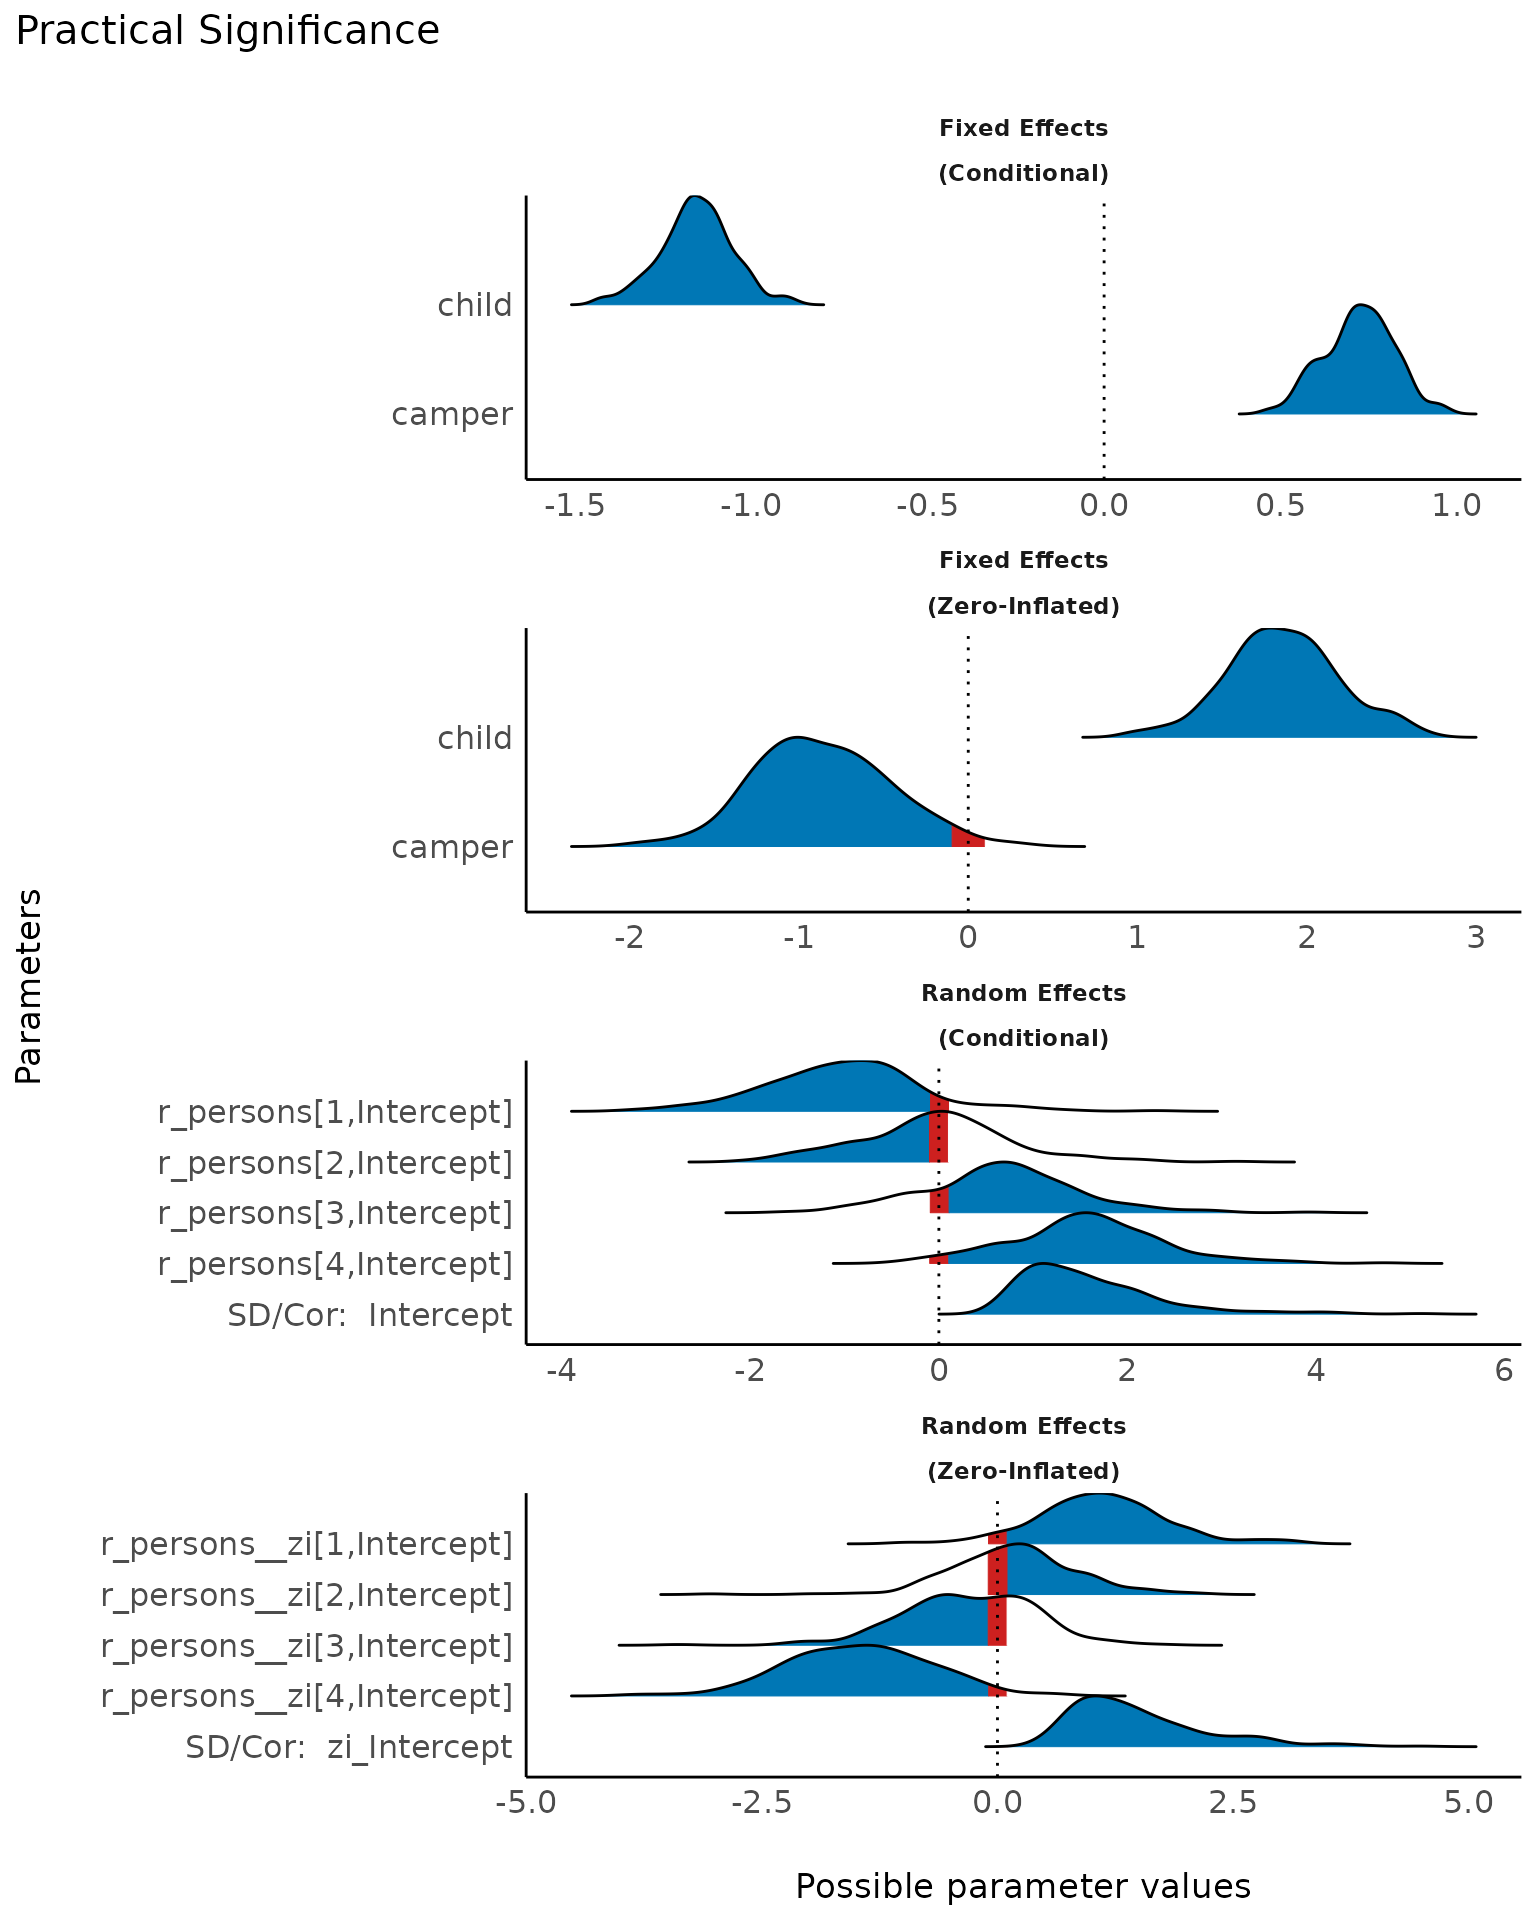 Practical Significance
Fixed Effects
(Conditional)
child
camper
-1.5 -1.0 -0.5 0.0 0.5 1.0
Fixed Effects
(Zero-Inflated)
child
camper
-2 -1 0 1 2 3
Parameters
Random Effects
(Conditional)
r_persons[1,Intercept]
r_persons[2,Intercept]
r_persons[3,Intercept]
r_persons[4,Intercept]
SD/Cor:  Intercept
-4 -2 0 2 4 6
Random Effects
(Zero-Inflated)
r_persons__zi[1,Intercept]
r_persons__zi[2,Intercept]
r_persons__zi[3,Intercept]
r_persons__zi[4,Intercept]
SD/Cor:  zi_Intercept
-5.0 -2.5 0.0 2.5 5.0
Possible parameter values